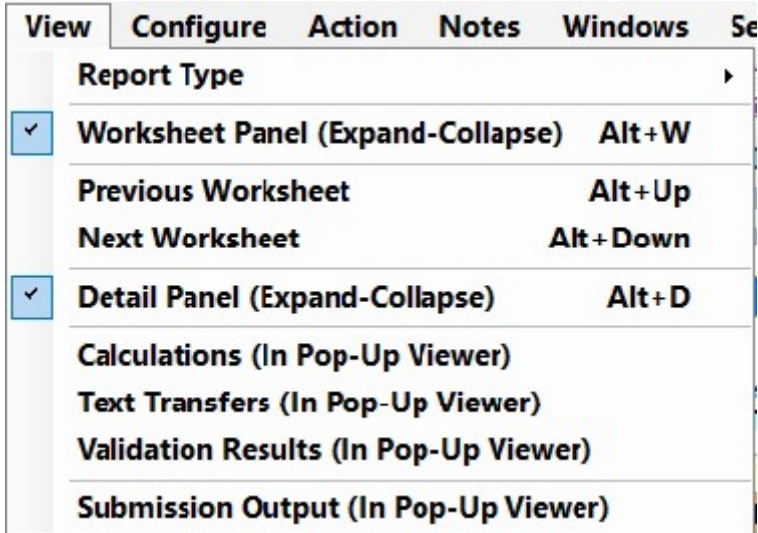 View Configure Action Notes Windows
Report Type
Worksheet Panel (Expand-Collapse) Alt+W
Previous Worksheet Alt+Up
Next Worksheet Alt+Down
Detail Panel (Expand-Collapse) Alt+D
Calculations (In Pop-Up Viewer)
Text Transfers (In Pop-Up Viewer)
Validation Results (In Pop-Up Viewer)
Submission Output (In Pop-Up Viewer)